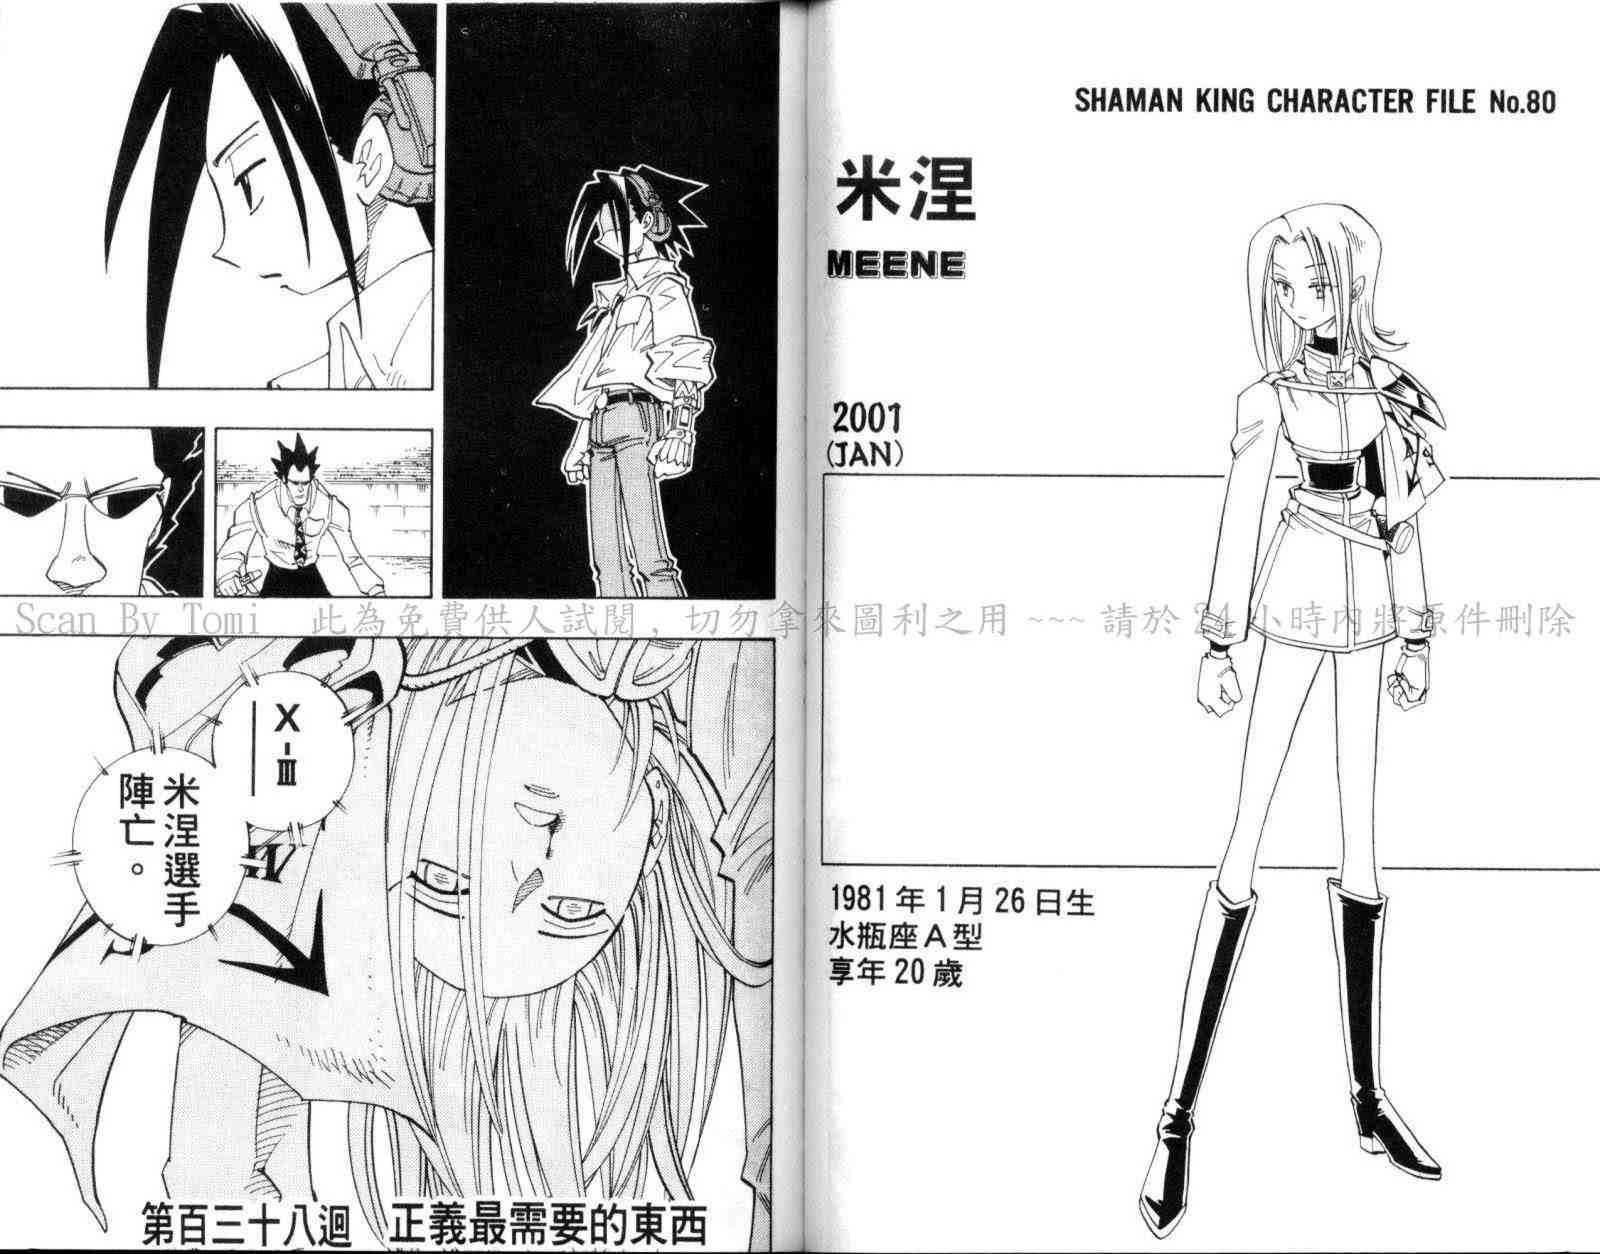 SHAMAN KING CHARACTER FILE No.80
米涅
MEENE
2001
(JAN)
1981年1月26日生
水瓶座A型
享年20歲
X-III
米涅選手
陣亡。
IV
第百三十八迴 正義最需要的東西
Scan By Tomi 此為免費供人試閱，切勿拿來圖利之用 ~~~ 請於 24 小時內將原件刪除